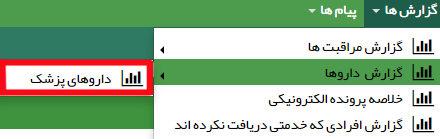 گزارش ها پیام ها
گزارش مراقبت ها
گزارش داروها
داروهای پزشک
خلاصه پرونده الکترونیکی
گزارش افرادی که خدمتی دریافت نکرده اند